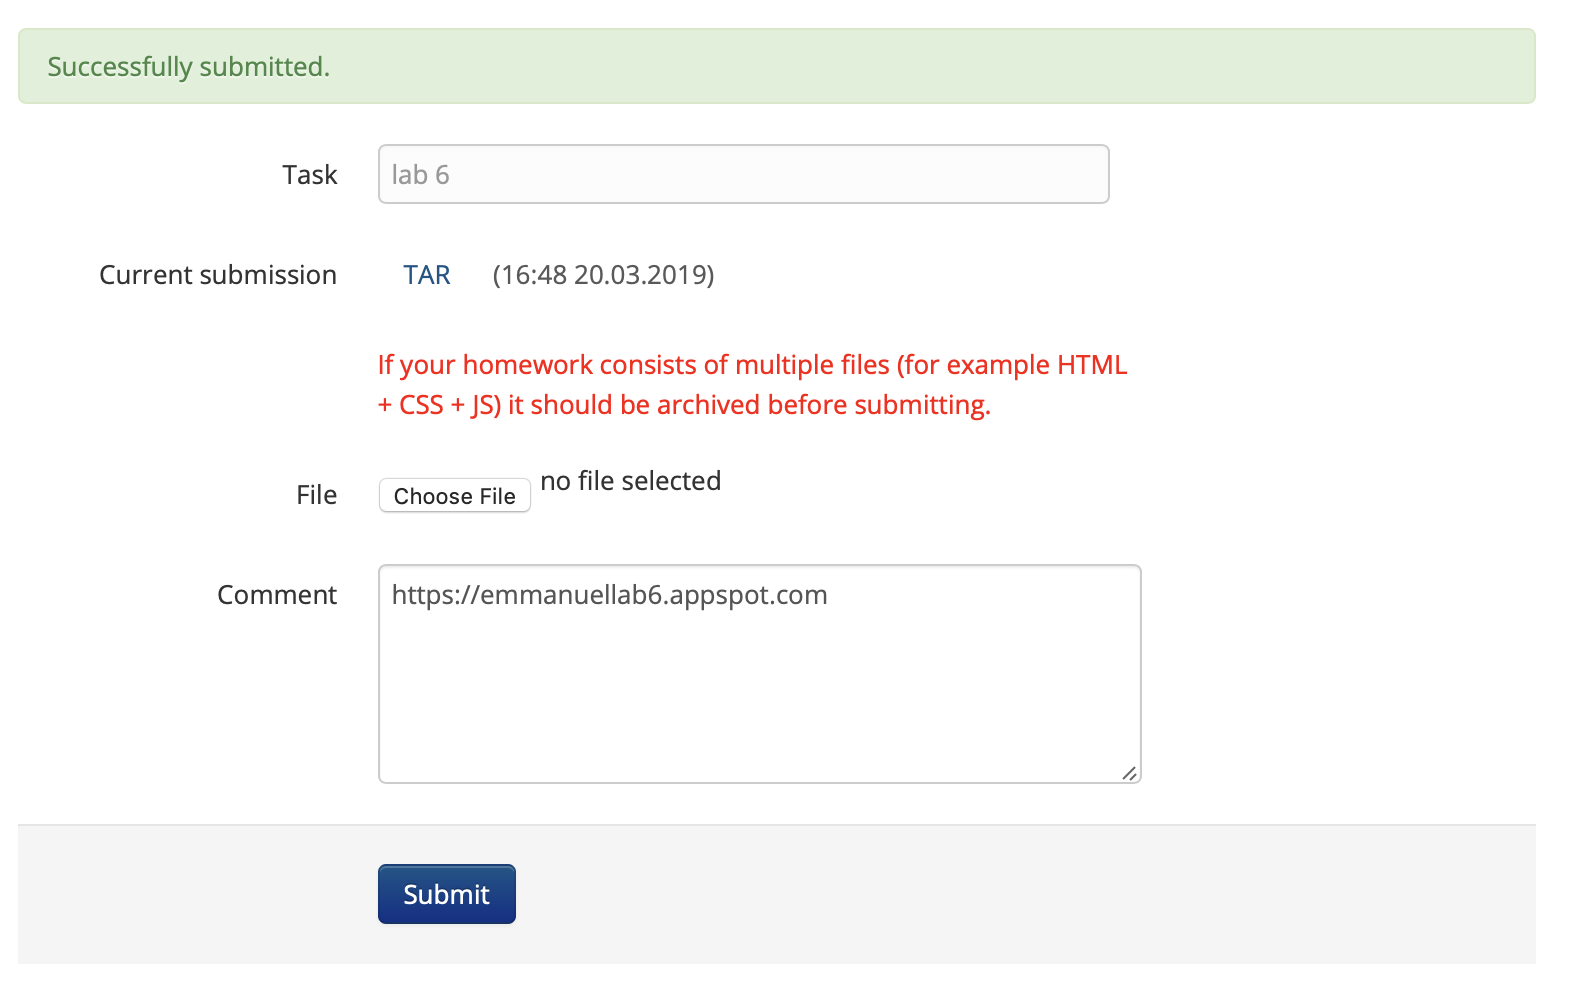 Successfully submitted.
Task lab 6
Current submission TAR (16:48 20.03.2019)
If your homework consists of multiple files (for example HTML
+ CSS + JS) it should be archived before submitting.
File Choose File no file selected
Comment https://emmanuellab6.appspot.com
Submit